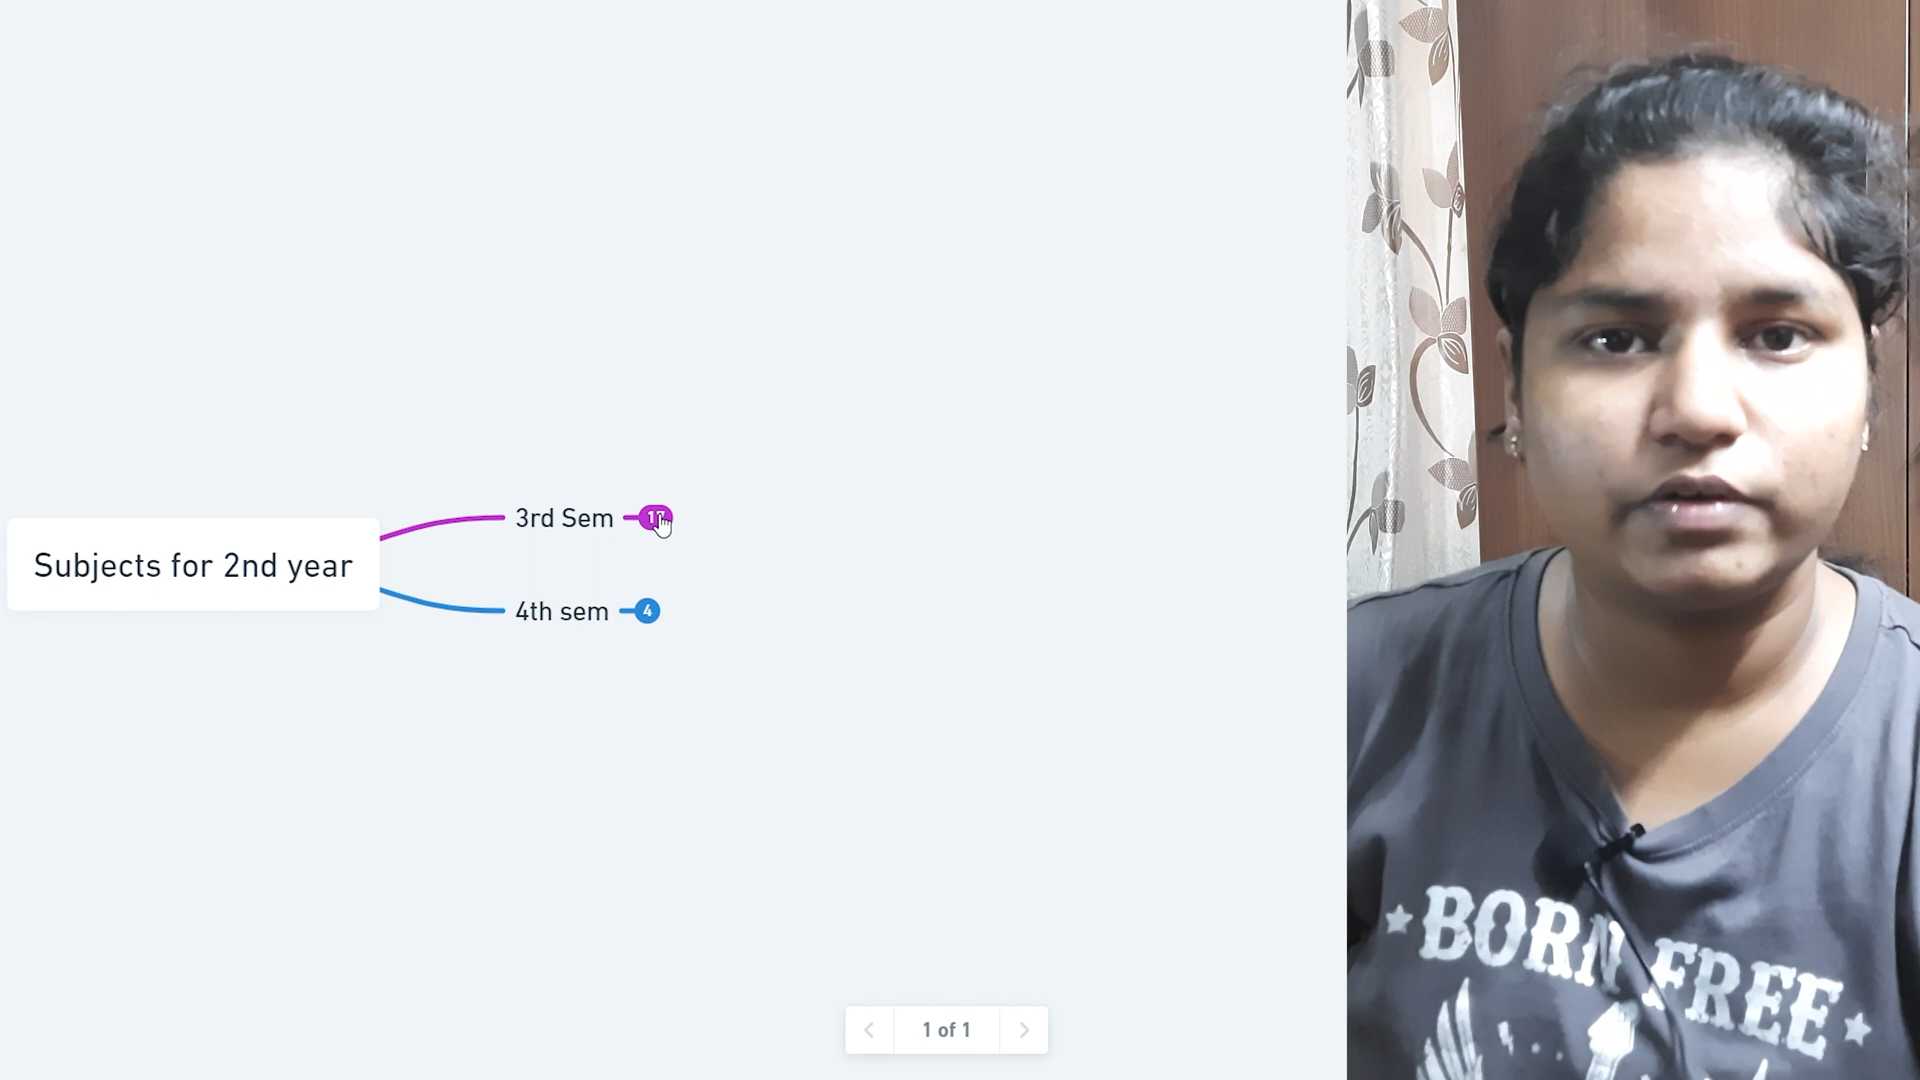 Subjects for 2nd year
3rd Sem
4th sem
4
1 of 1
BORN FREE